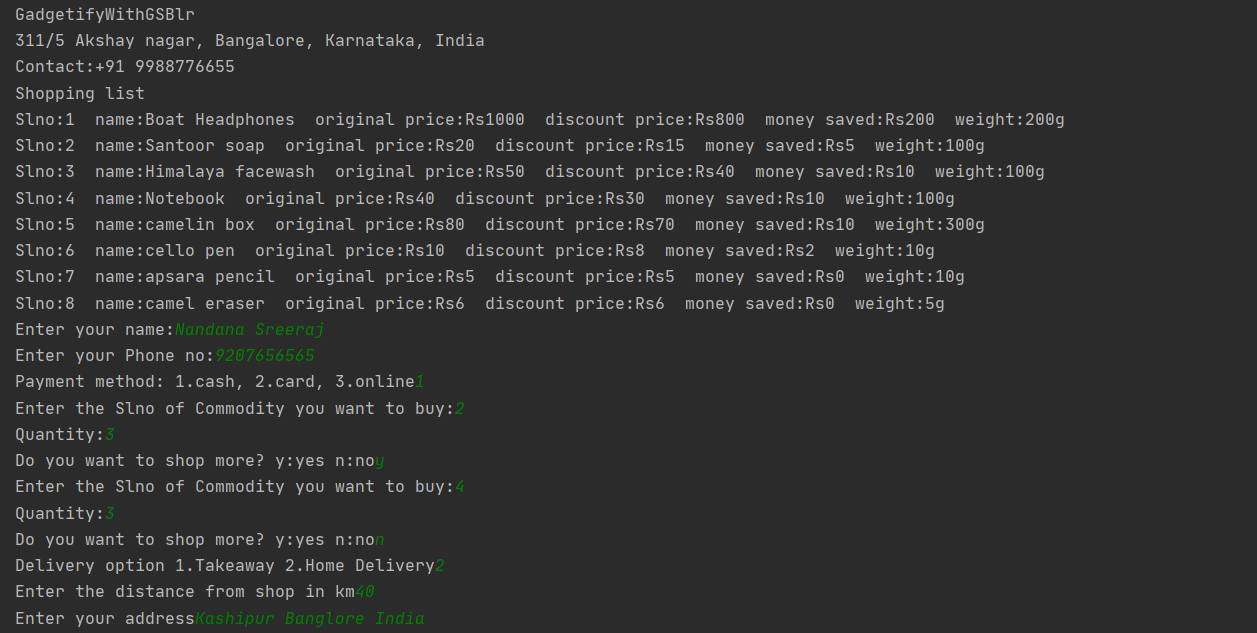 GadgetifyWithGSBlr
311/5 Akshay nagar, Bangalore, Karnataka, India
Contact:+91 9988776655
Shopping list
Slno:1  name:Boat Headphones  original price:Rs1000  discount price:Rs800  money saved:Rs200  weight:200g
Slno:2  name:Santoor soap  original price:Rs20  discount price:Rs15  money saved:Rs5  weight:100g
Slno:3  name:Himalaya facewash  original price:Rs50  discount price:Rs40  money saved:Rs10  weight:100g
Slno:4  name:Notebook  original price:Rs40  discount price:Rs30  money saved:Rs10  weight:100g
Slno:5  name:camelin box  original price:Rs80  discount price:Rs70  money saved:Rs10  weight:300g
Slno:6  name:cello pen  original price:Rs10  discount price:Rs8  money saved:Rs2  weight:10g
Slno:7  name:apsara pencil  original price:Rs5  discount price:Rs5  money saved:Rs0  weight:10g
Slno:8  name:camel eraser  original price:Rs6  discount price:Rs6  money saved:Rs0  weight:5g
Enter your name:Nandana Sreeraj
Enter your Phone no:9207656565
Payment method: 1.cash, 2.card, 3.online1
Enter the Slno of Commodity you want to buy:2
Quantity:3
Do you want to shop more? y:yes n:noy
Enter the Slno of Commodity you want to buy:4
Quantity:3
Do you want to shop more? y:yes n:non
Delivery option 1.Takeaway 2.Home Delivery2
Enter the distance from shop in km40
Enter your addressKashipur Banglore India